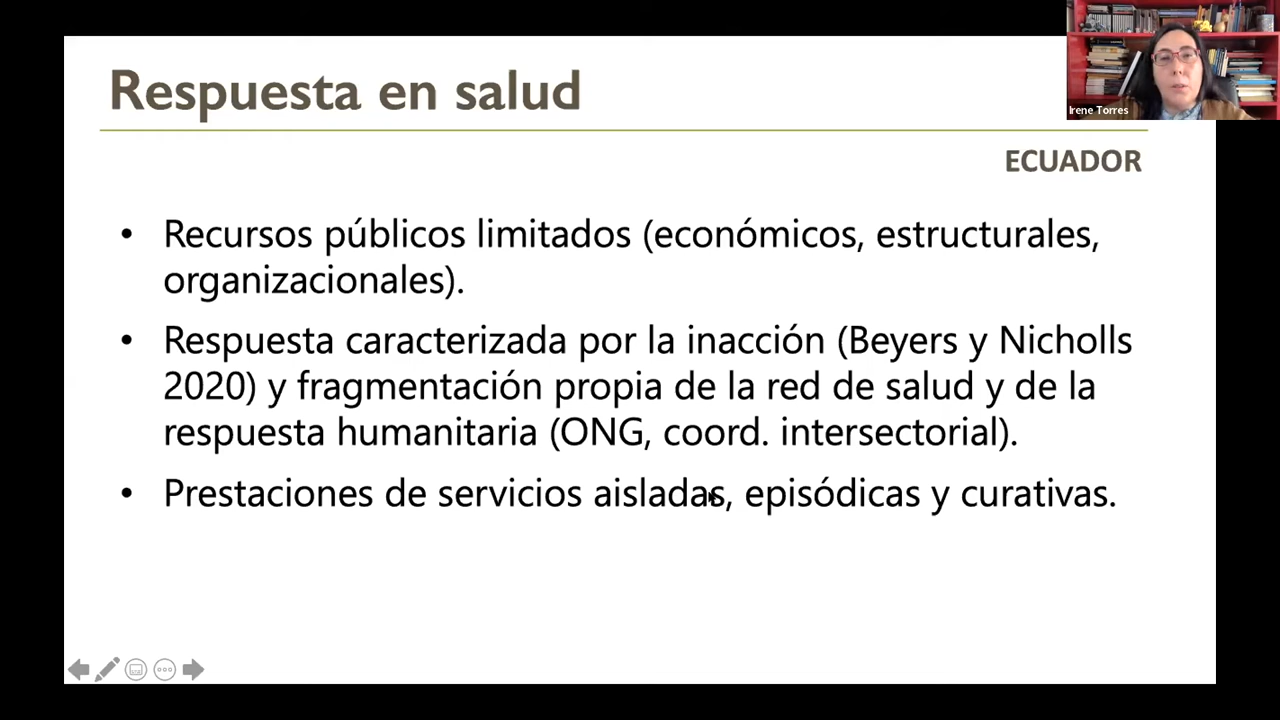 Respuesta en salud
Irene Torres
ECUADOR
• Recursos públicos limitados (económicos, estructurales,
organizacionales).
• Respuesta caracterizada por la inacción (Beyers y Nicholls
2020) y fragmentación propia de la red de salud y de la
respuesta humanitaria (ONG, coord. intersectorial).
• Prestaciones de servicios aisladas, episódicas y curativas.